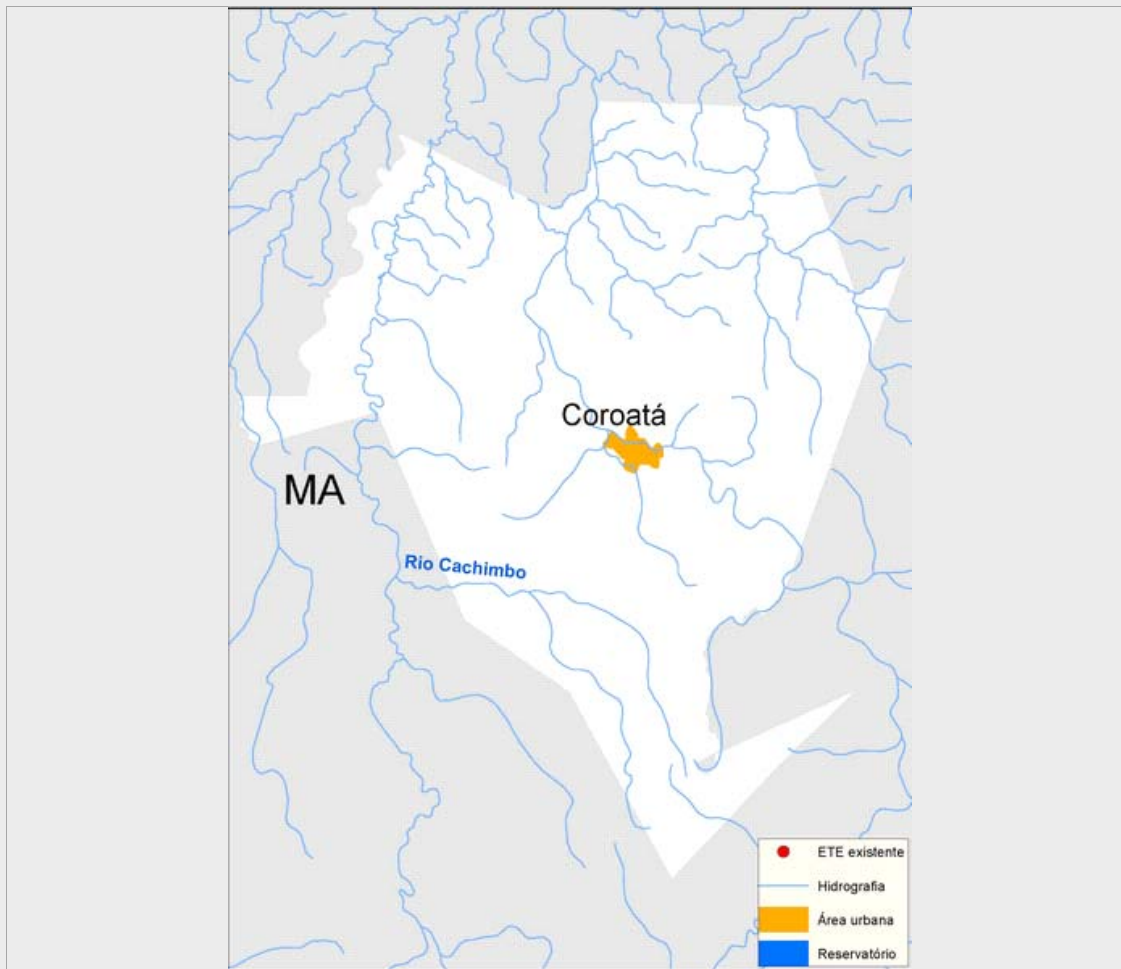 Coroatá
MA
Rio Cachimbo
ETE existente
Hidrografia
Área urbana
Reservatório